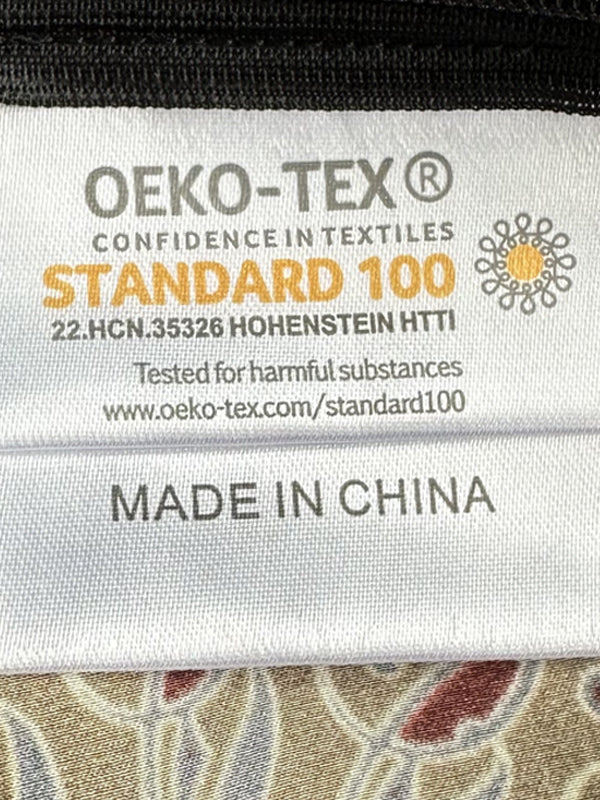 OEKO-TEX®
CONFIDENCE IN TEXTILES
STANDARD 100
22.HCN.35326 HOHENSTEIN HTTI
Tested for harmful substances
www.oeko-tex.com/standard100
MADE IN CHINA